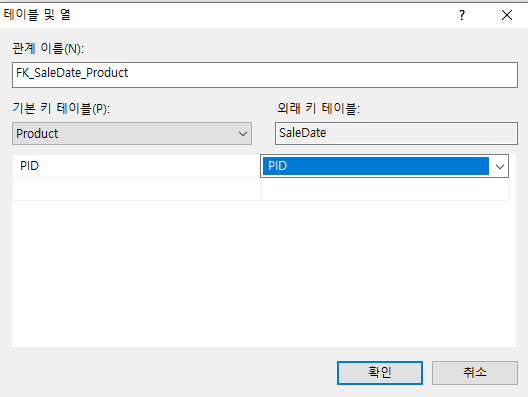 테이블 및 열
?
관계 이름(N):
FK_SaleDate_Product
기본 키 테이블(P):
외래 키 테이블:
Product
SaleDate
PID
PID
확인
취소